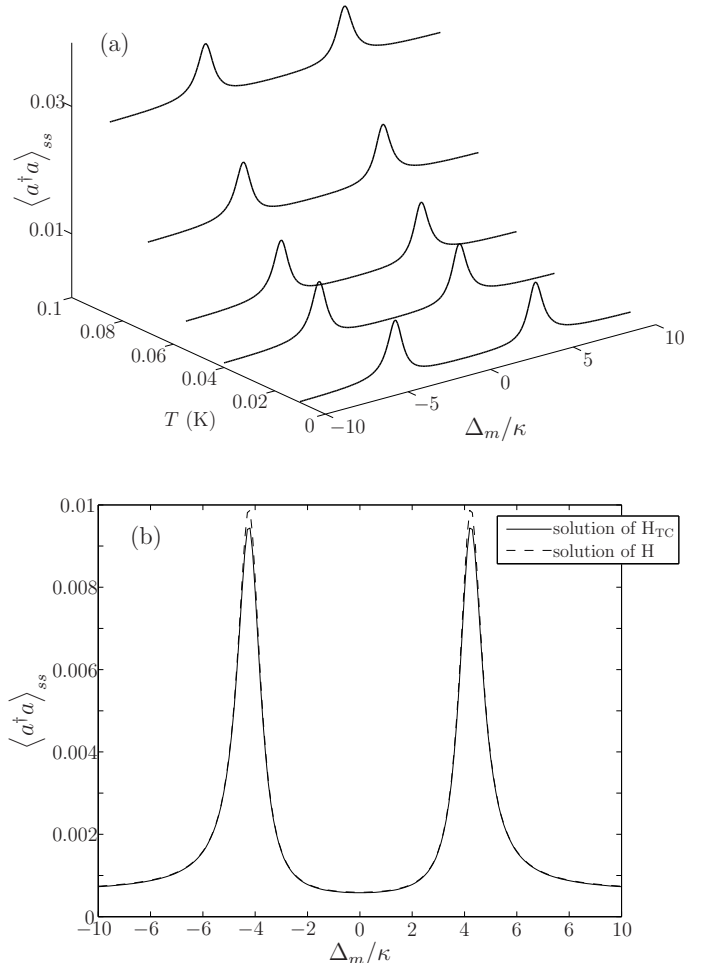 (a)
0.03
0.01
⟨a†a⟩ss
0.1
0.08
0.06
0.04
0.02
0
T (K)
−10
−5
0
5
10
Δm/κ
(b)
0.01
0.008
0.006
0.004
0.002
0
⟨a†a⟩ss
solution of HTC
solution of H
−10 −8 −6 −4 −2 0 2 4 6 8 10
Δm/κ